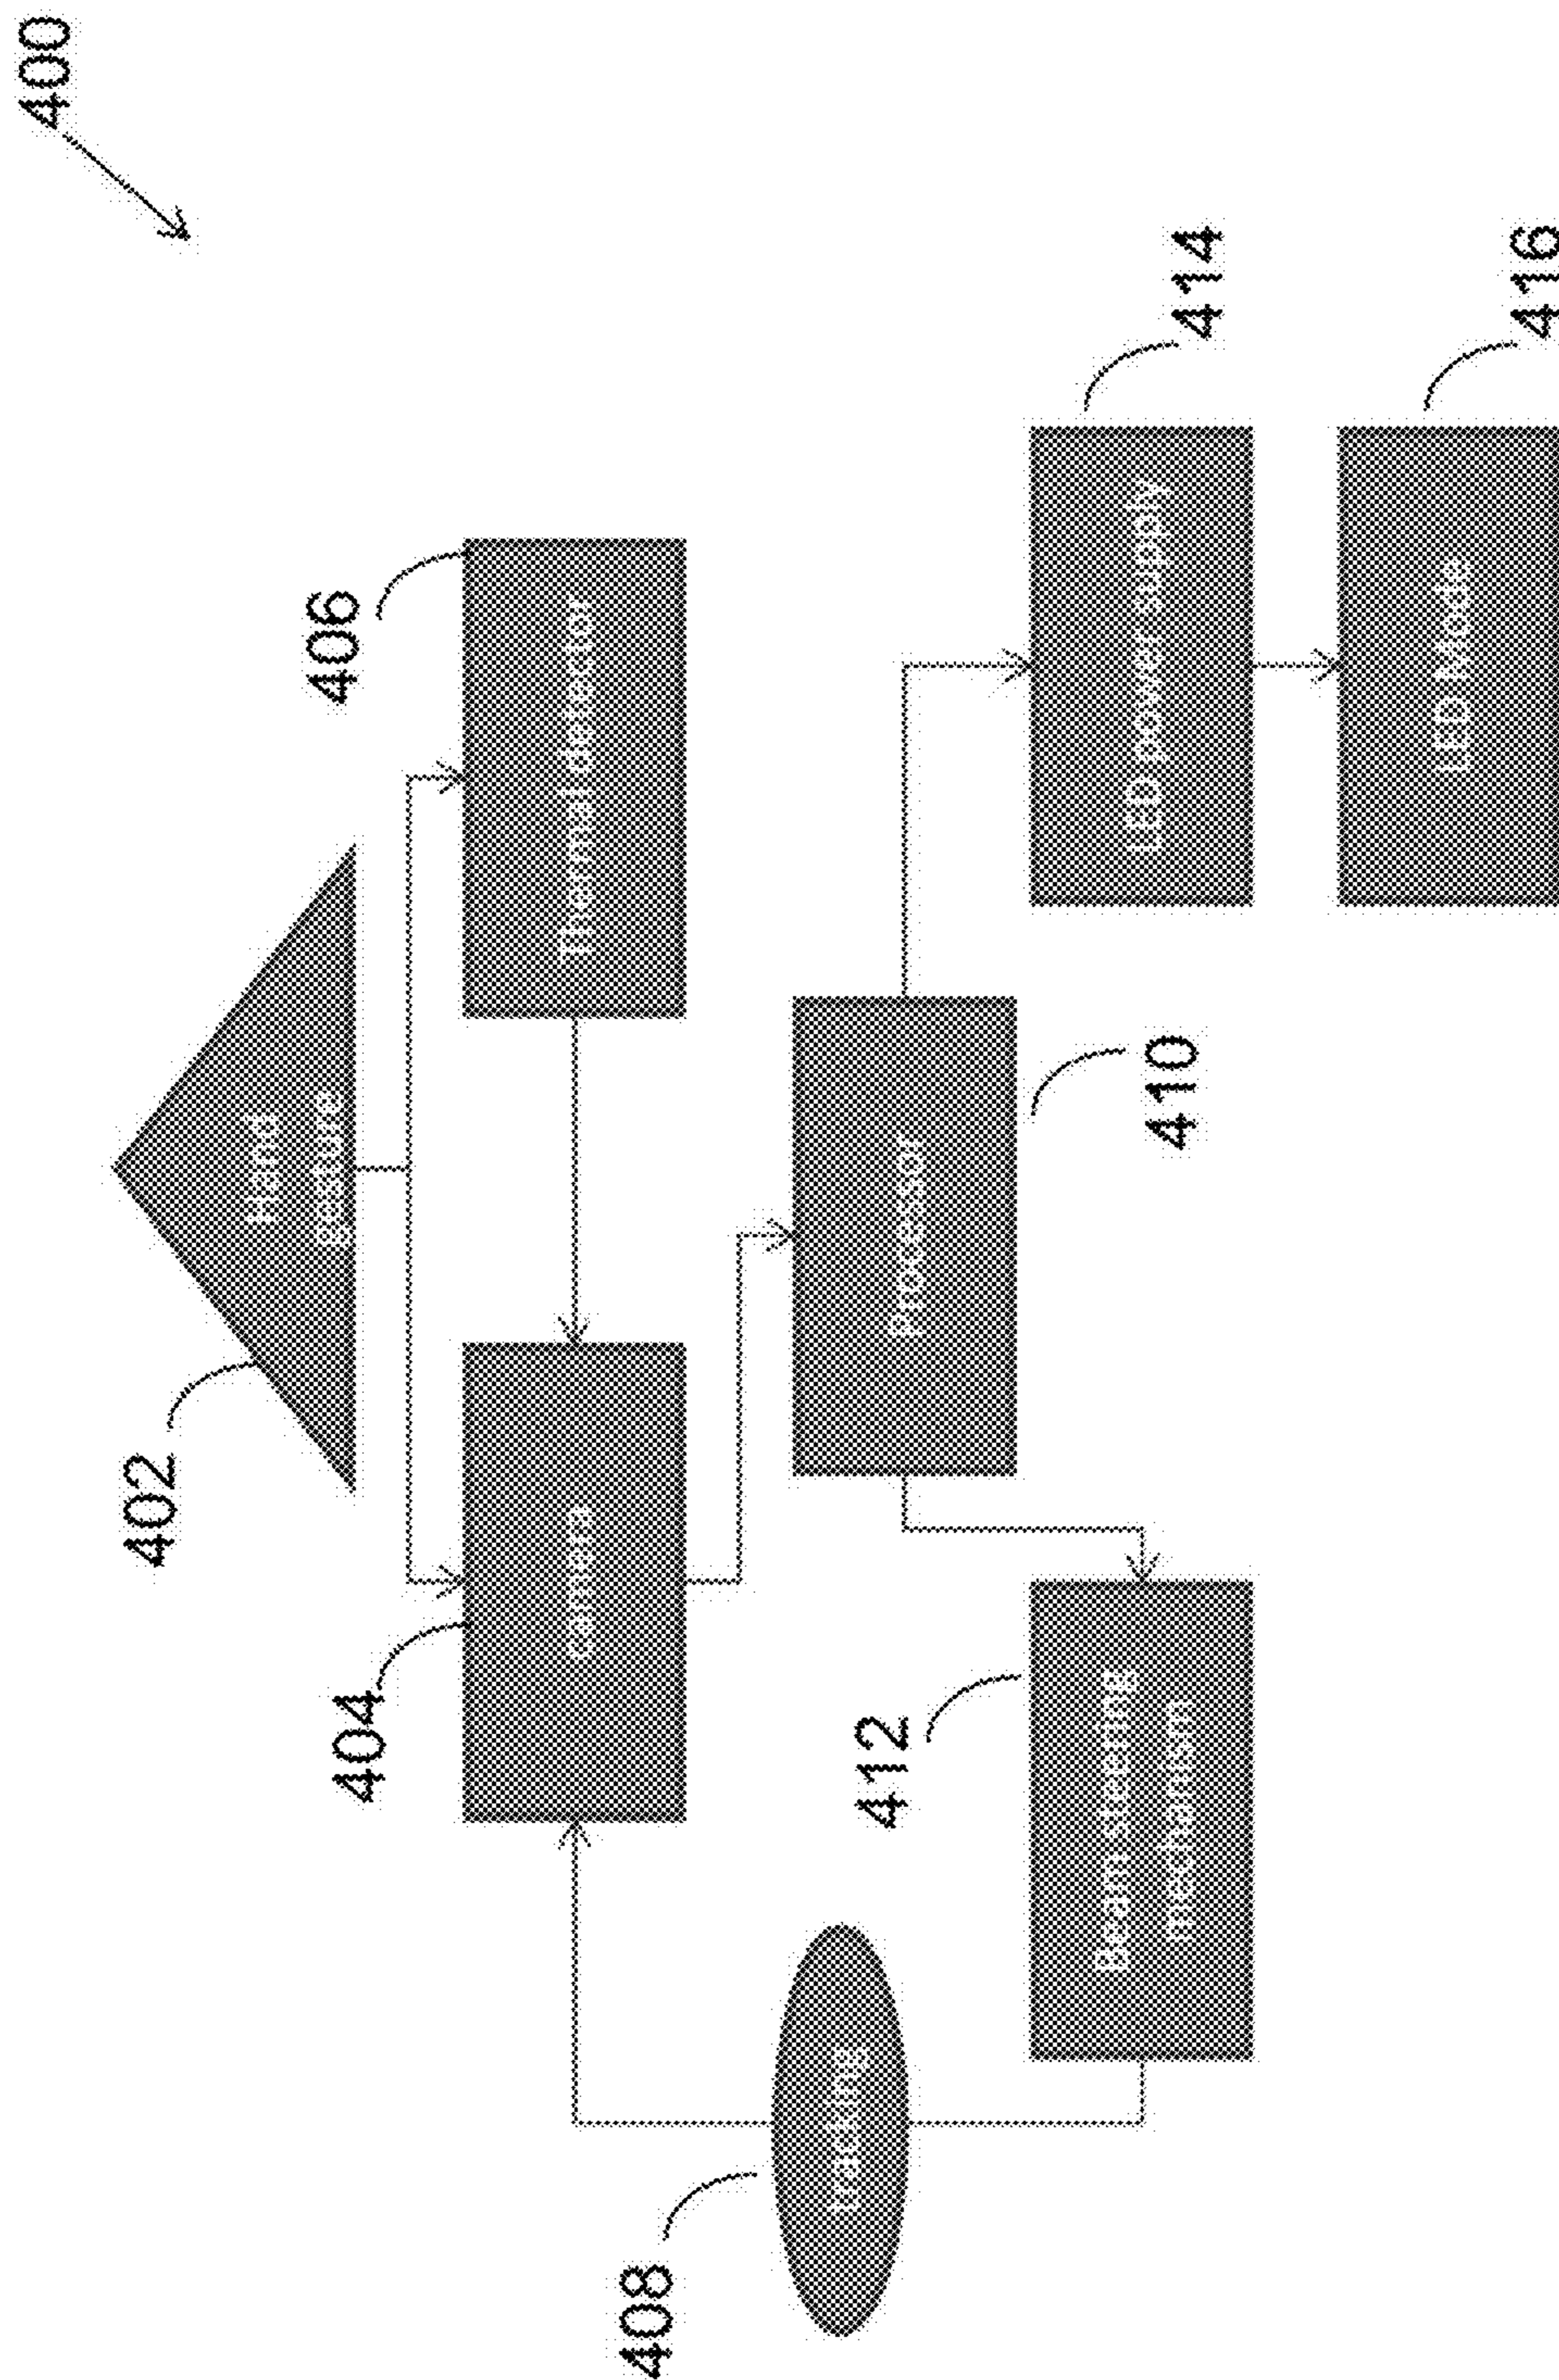 400
402
Hand
gesture
404
camera
406
Thermal detector
408
tracking
410
Processor
412
Beam steering
mechanism
414
LED power supply
416
LED Mode